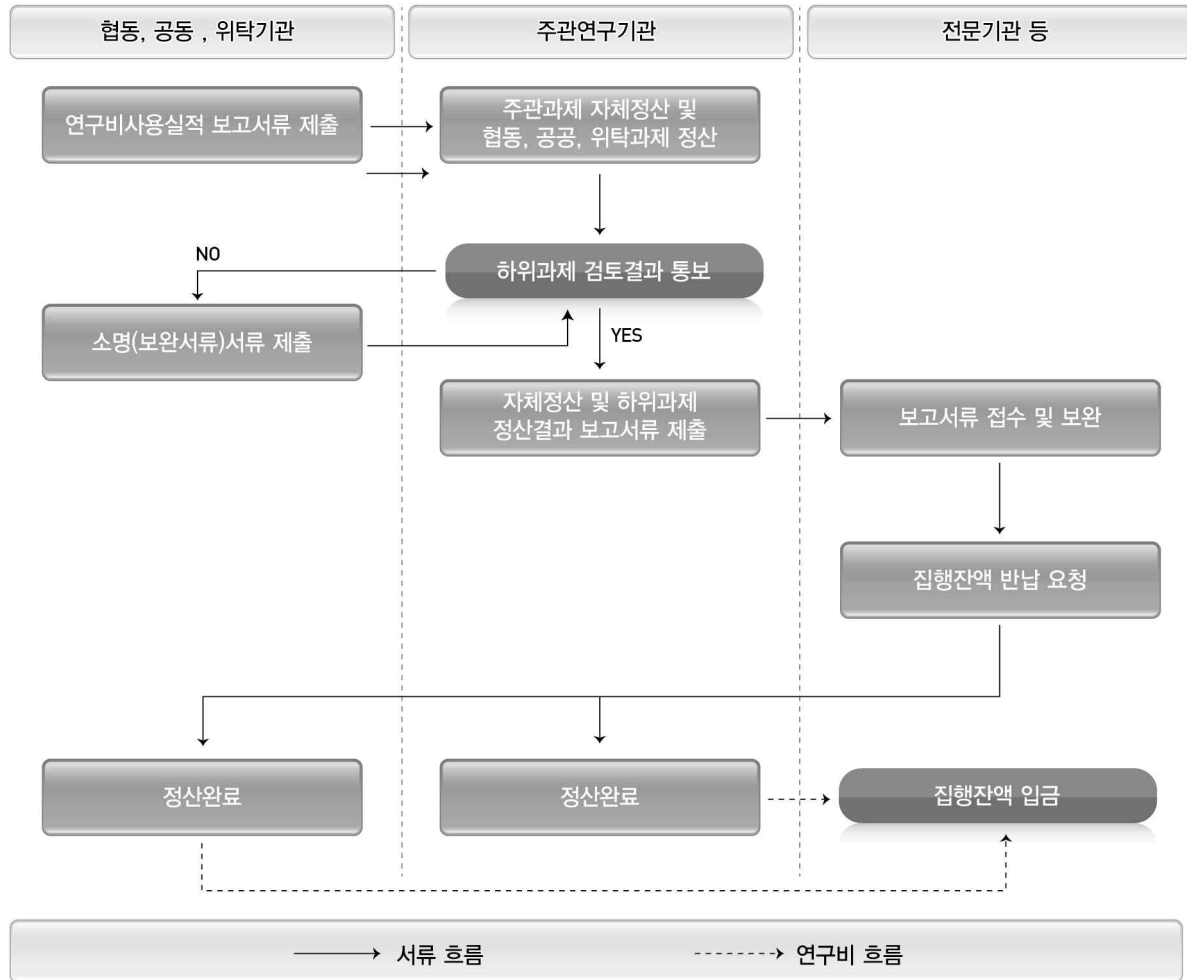 협동, 공동 , 위탁기관
주관연구기관
전문기관 등
연구비사용실적 보고서류 제출
주관과제 자체정산 및
협동, 공공, 위탁과제 정산
하위과제 검토결과 통보
NO
소명(보완서류)서류 제출
YES
자체정산 및 하위과제
정산결과 보고서류 제출
보고서류 접수 및 보완
집행잔액 반납 요청
정산완료
정산완료
집행잔액 입금
서류 흐름
연구비 흐름